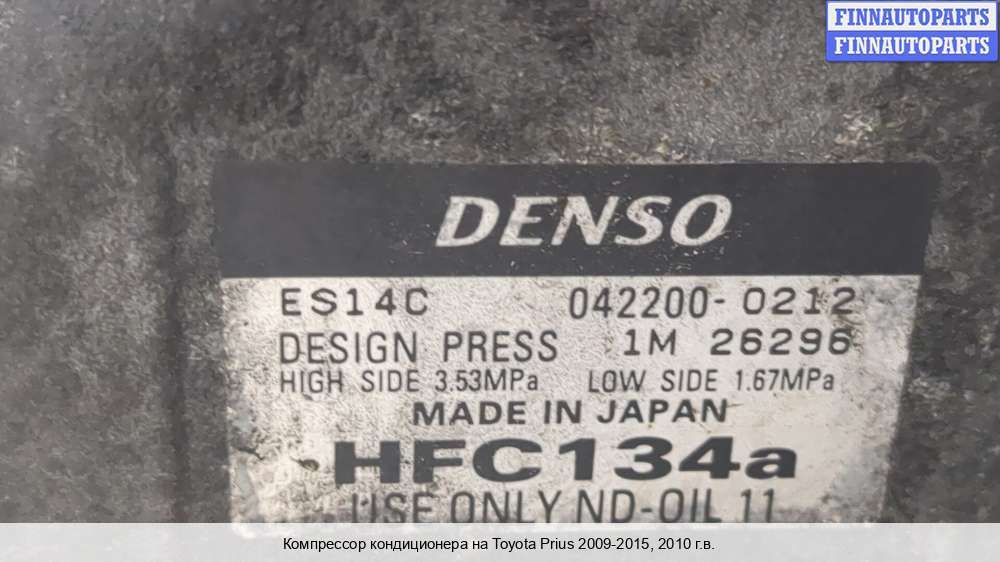 FINNAUTOPARTS
FINNAUTOPARTS
DENSO
ES14C 042200-0212
DESIGN PRESS 1M 26296
HIGH SIDE 3.53MPa LOW SIDE 1.67MPa
MADE IN JAPAN
HFC134a
USE ONLY ND-OIL 11
Компрессор кондиционера на Toyota Prius 2009-2015, 2010 г.в.